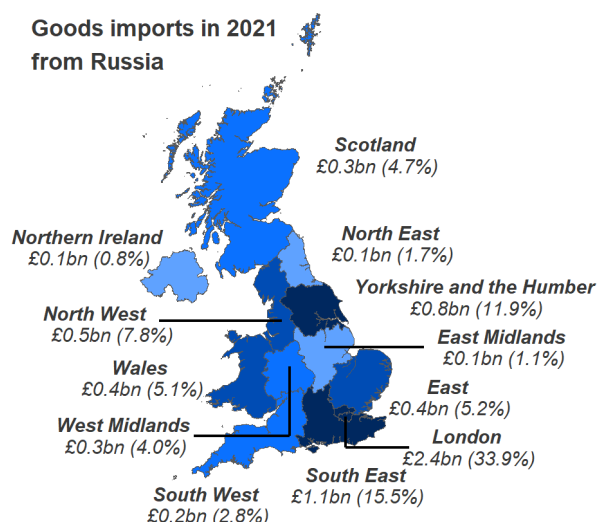 Goods imports in 2021
from Russia
Scotland
£0.3bn (4.7%)
Northern Ireland
£0.1bn (0.8%)
North East
£0.1bn (1.7%)
Yorkshire and the Humber
£0.8bn (11.9%)
North West
£0.5bn (7.8%)
East Midlands
£0.1bn (1.1%)
Wales
£0.4bn (5.1%)
East
£0.4bn (5.2%)
West Midlands
£0.3bn (4.0%)
London
£2.4bn (33.9%)
South East
£1.1bn (15.5%)
South West
£0.2bn (2.8%)